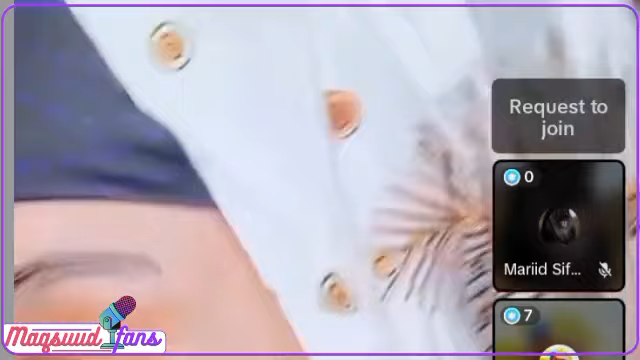 Request to
join
0
Mariid Sif...
7
Maqsuud fans